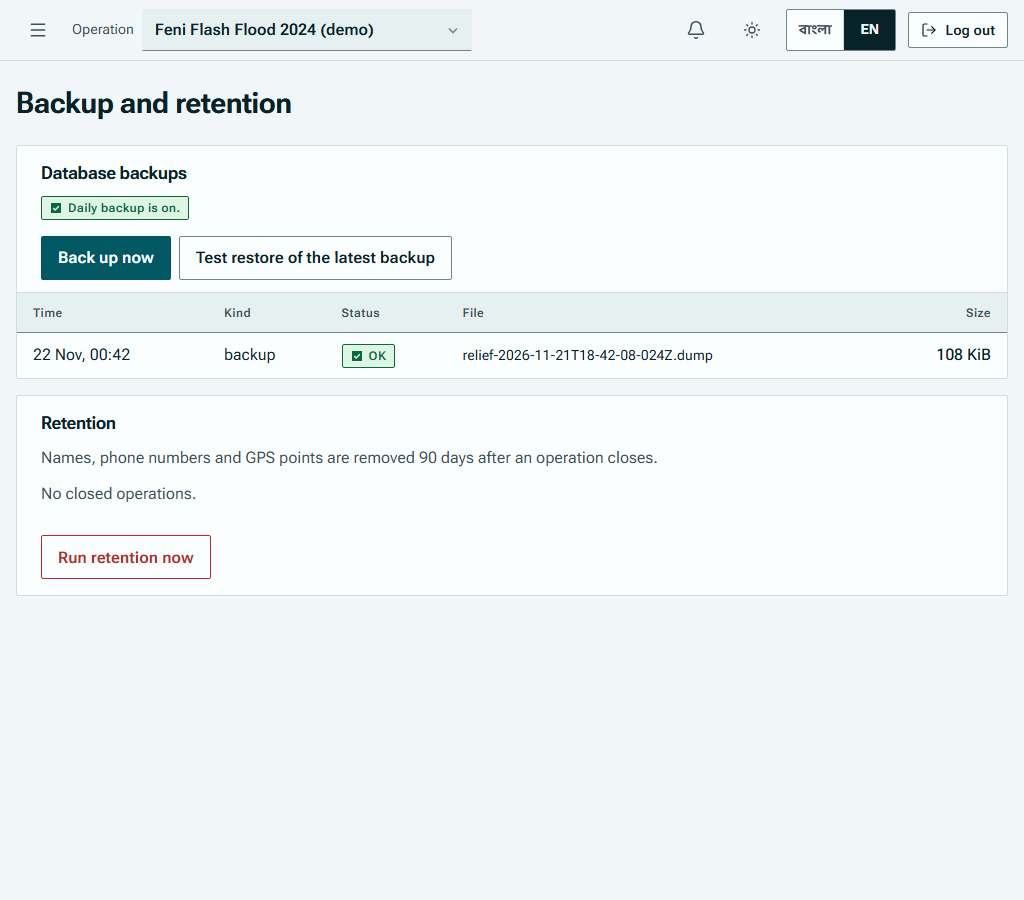 Operation
Feni Flash Flood 2024 (demo)
বাংলা
EN
Log out
Backup and retention
Database backups
Daily backup is on.
Back up now
Test restore of the latest backup
Time Kind Status File Size
22 Nov, 00:42 backup OK relief-2026-11-21T18-42-08-024Z.dump 108 KiB
Retention
Names, phone numbers and GPS points are removed 90 days after an operation closes.
No closed operations.
Run retention now